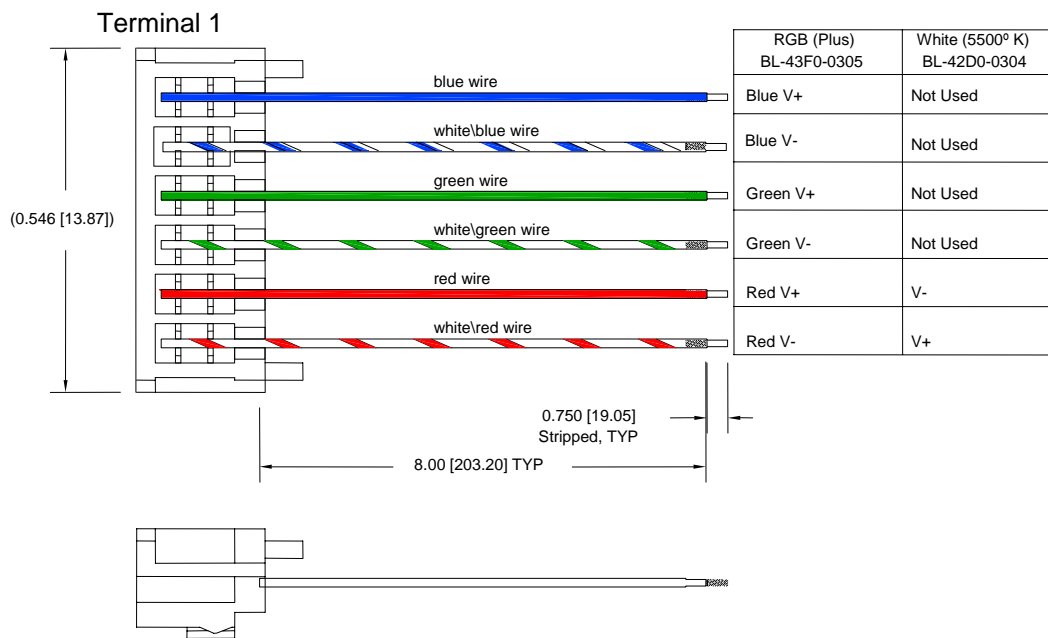 Terminal 1
RGB (Plus)
BL-43F0-0305
White (5500º K)
BL-42D0-0304
blue wire
Blue V+
Not Used
white\blue wire
Blue V-
Not Used
green wire
Green V+
Not Used
(0.546 [13.87])
white\green wire
Green V-
Not Used
red wire
Red V+
V-
white\red wire
Red V-
V+
0.750 [19.05]
Stripped, TYP
8.00 [203.20] TYP